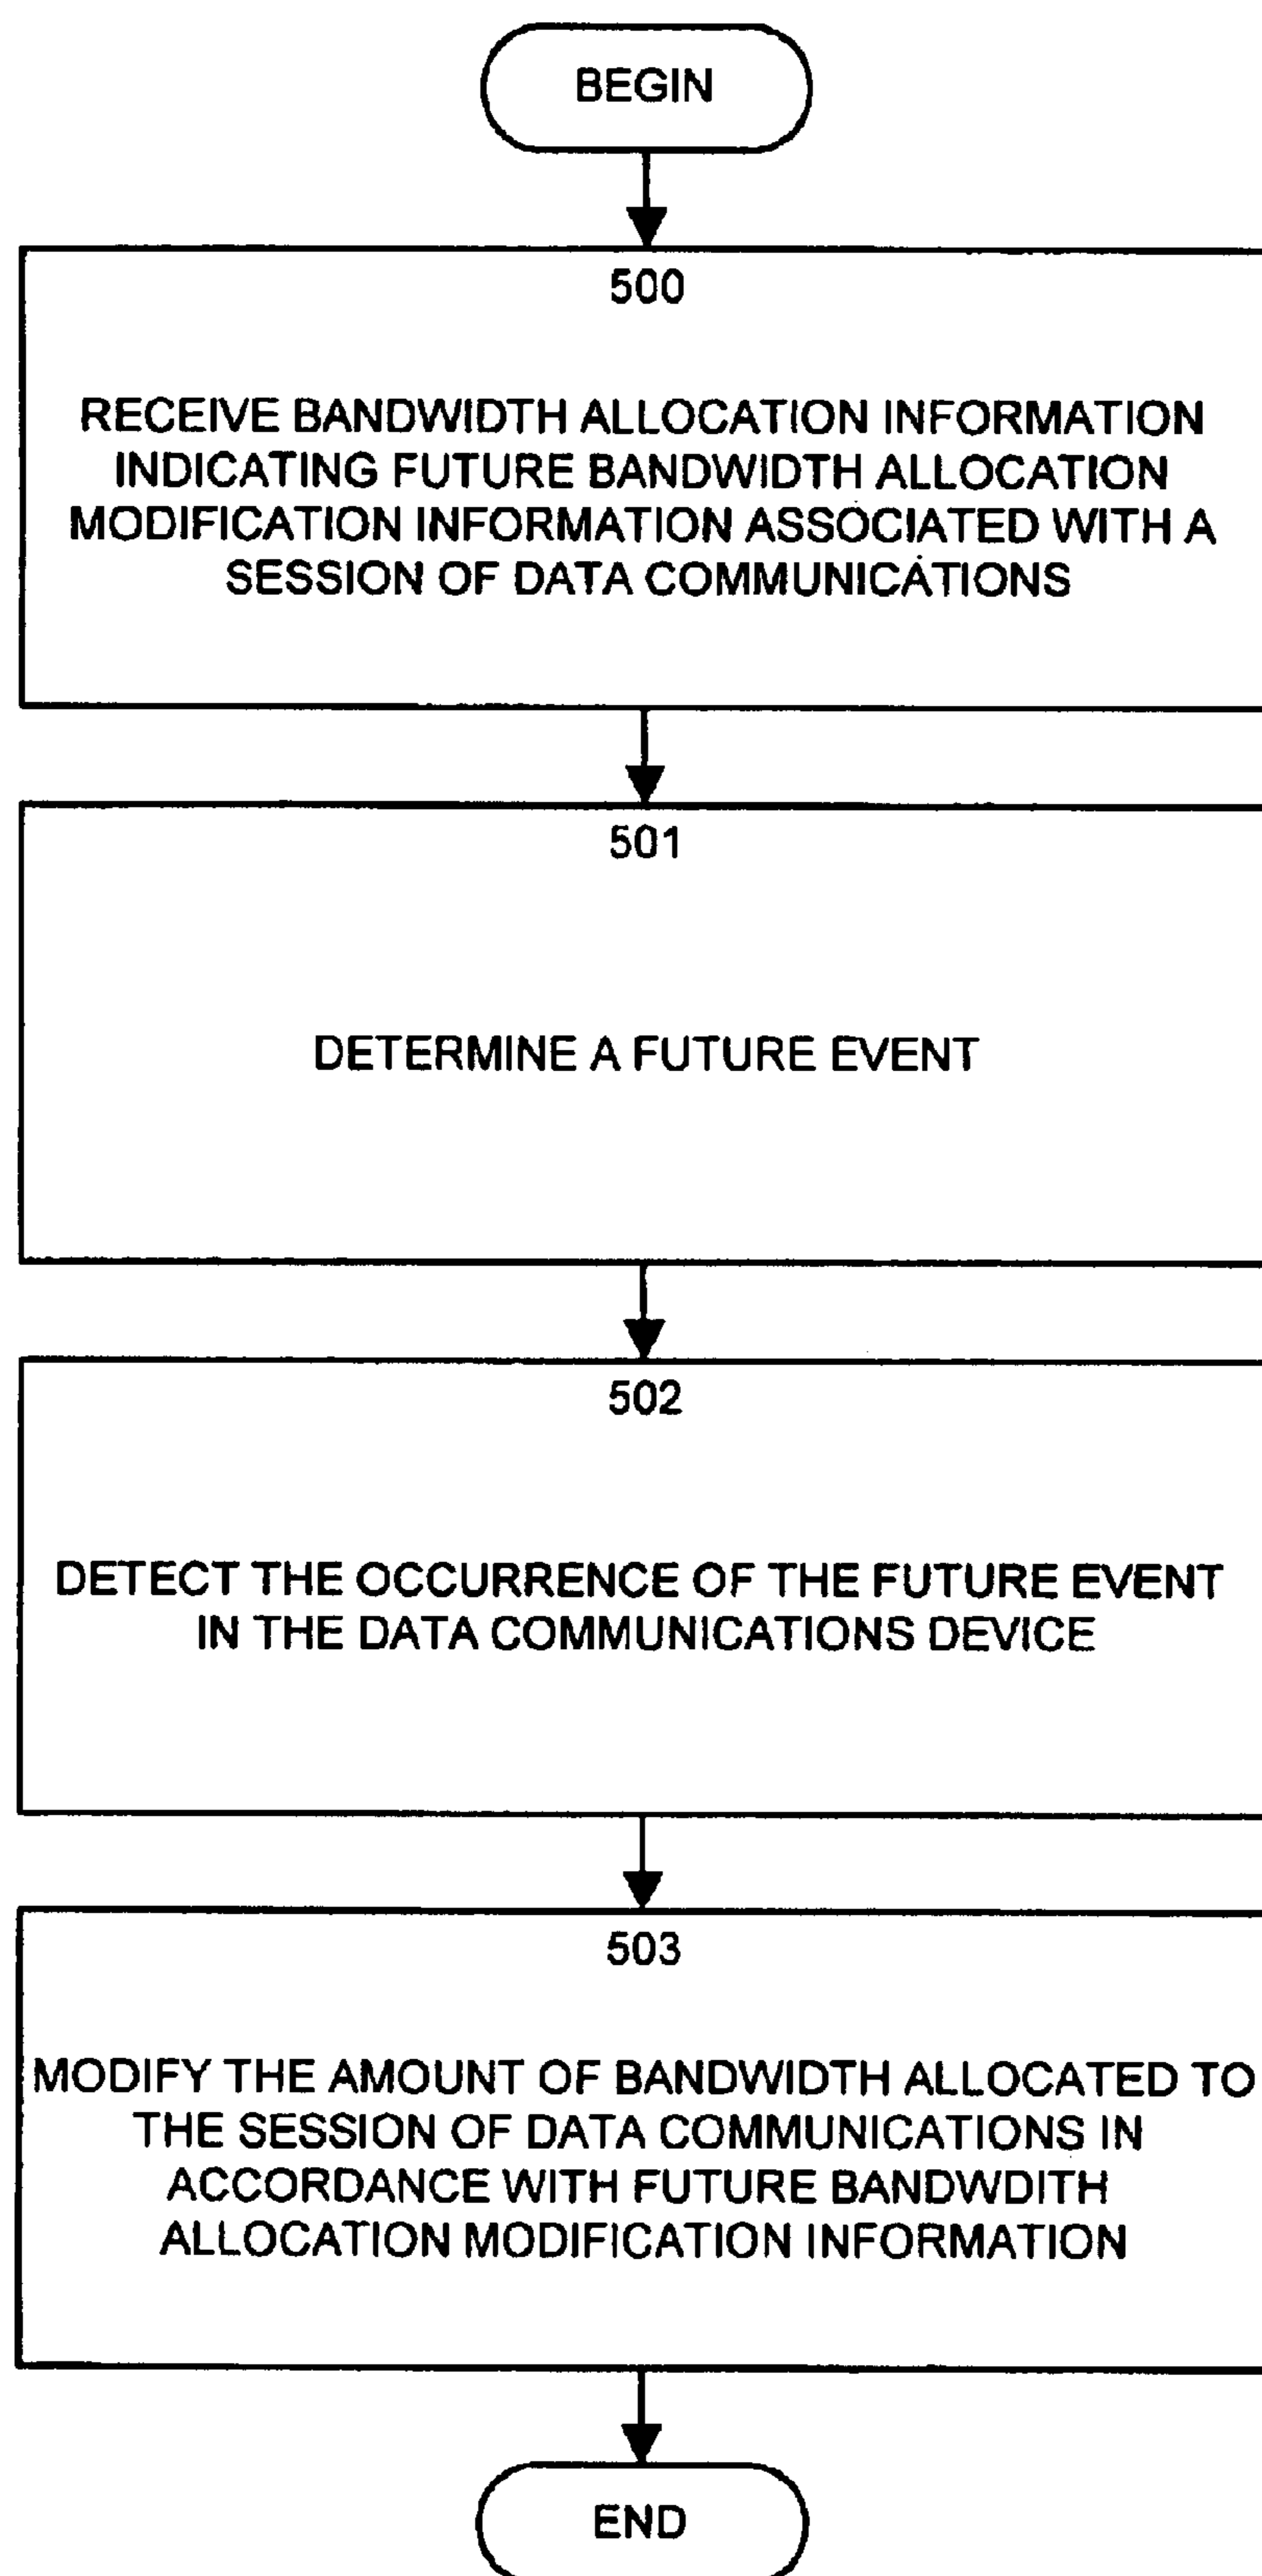 BEGIN
500
RECEIVE BANDWIDTH ALLOCATION INFORMATION
INDICATING FUTURE BANDWIDTH ALLOCATION
MODIFICATION INFORMATION ASSOCIATED WITH A
SESSION OF DATA COMMUNICATIONS
501
DETERMINE A FUTURE EVENT
502
DETECT THE OCCURRENCE OF THE FUTURE EVENT
IN THE DATA COMMUNICATIONS DEVICE
503
MODIFY THE AMOUNT OF BANDWIDTH ALLOCATED TO
THE SESSION OF DATA COMMUNICATIONS IN
ACCORDANCE WITH FUTURE BANDWDITH
ALLOCATION MODIFICATION INFORMATION
END